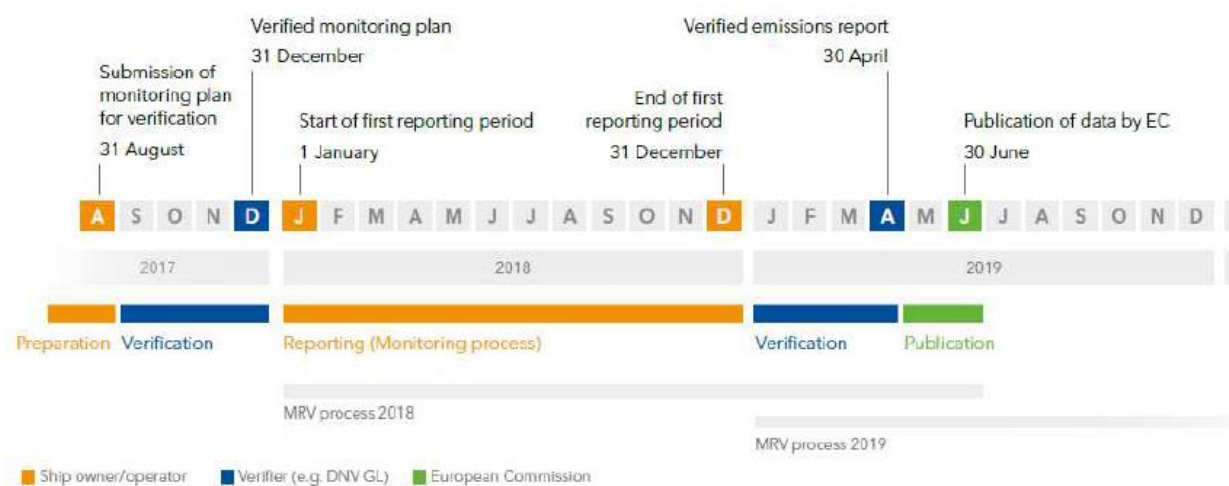 Verified monitoring plan
31 December
Verified emissions report
30 April
Submission of
monitoring plan
for verification
31 August
Start of first reporting period
1 January
End of first
reporting period
31 December
Publication of data by EC
30 June
A S O N D J F M A M J J A S O N D J F M A M J J A S O N D
2017 2018 2019
Preparation Verification Reporting (Monitoring process) Verification Publication
MRV process 2018
MRV process 2019
Ship owner/operator Verifier (e.g. DNV GL) European Commission